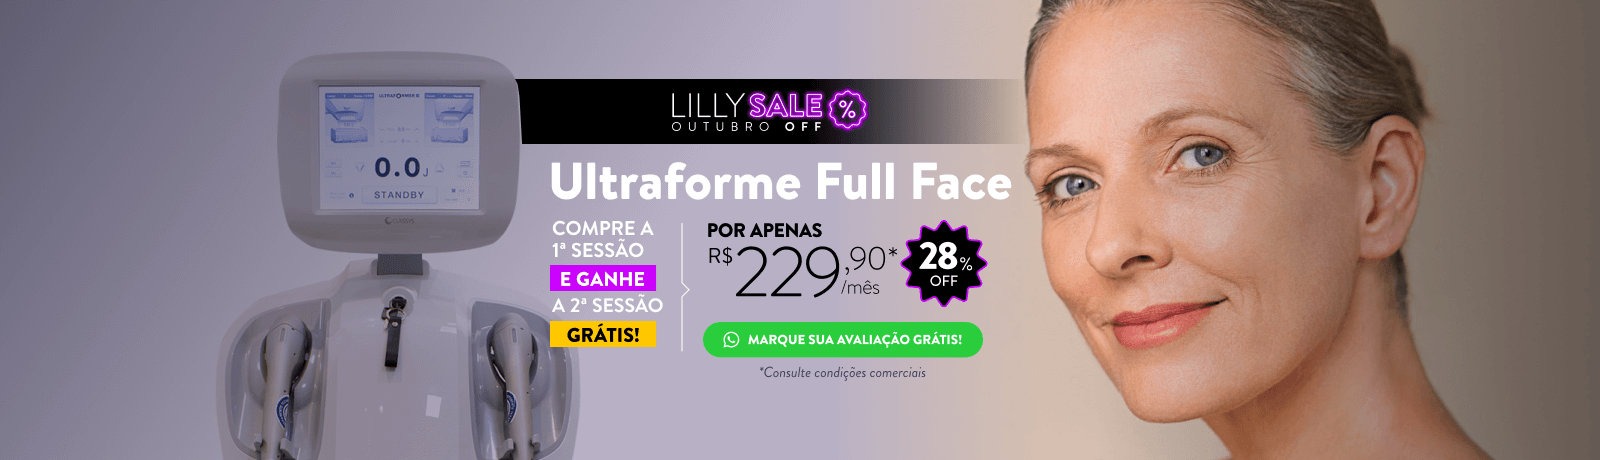 LILLY SALE %
OUTUBRO OFF
Ultraforme Full Face
COMPRE A
1ª SESSÃO
E GANHE
A 2ª SESSÃO
GRÁTIS!
POR APENAS
R$ 229,90*
/mês
28%
OFF
MARQUE SUA AVALIAÇÃO GRÁTIS!
*Consulte condições comerciais
0.0 J
STANDBY